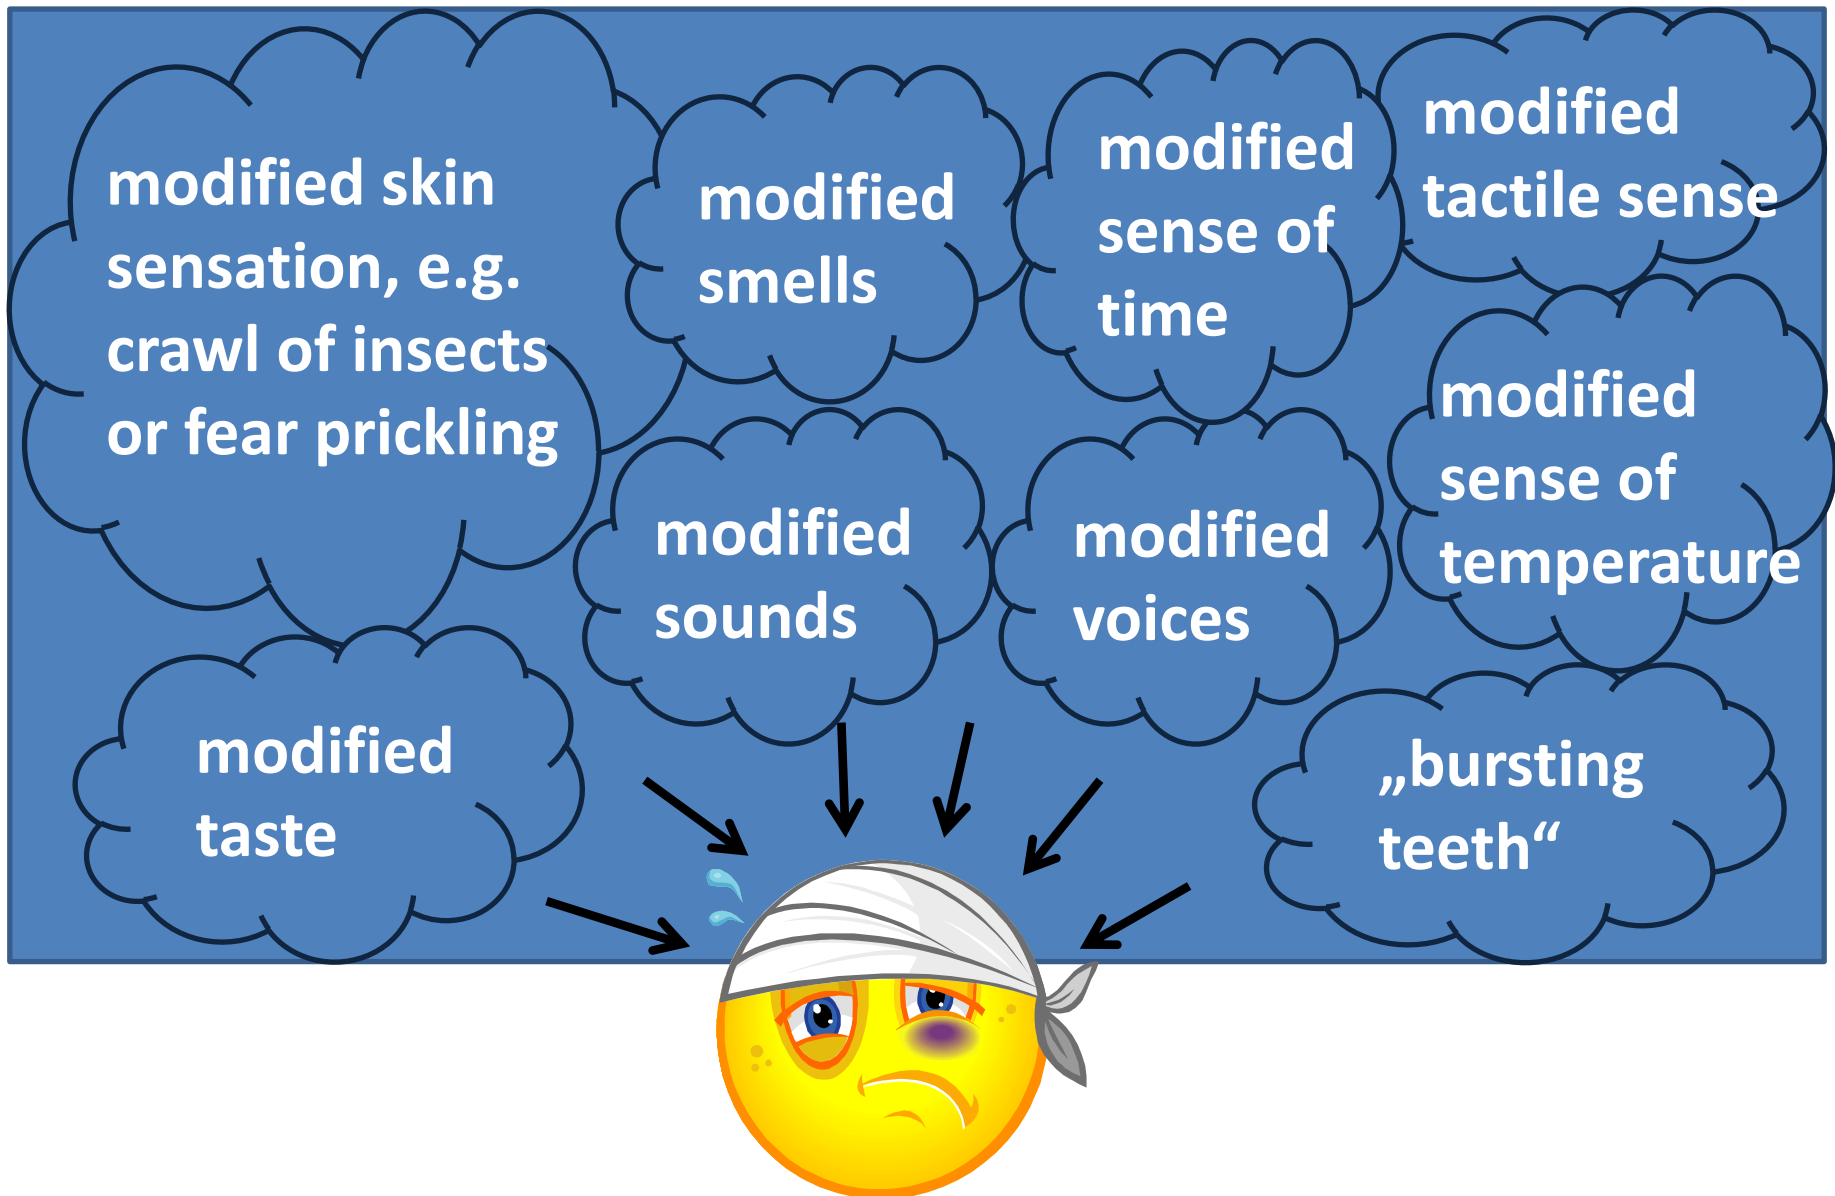 modified skin
sensation, e.g.
crawl of insects
or fear prickling
modified
smells
modified
sense of
time
modified
tactile sense
modified
sounds
modified
voices
modified
sense of
temperature
modified
taste
„bursting
teeth“